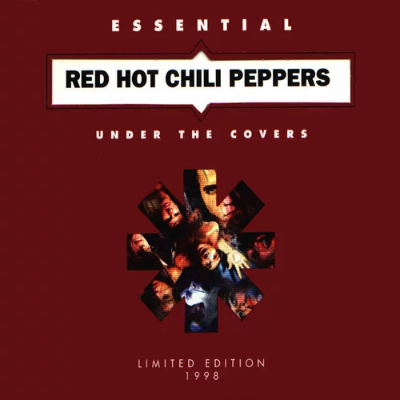 ESSENTIAL
RED HOT CHILI PEPPERS
UNDER THE COVERS
LIMITED EDITION
1998